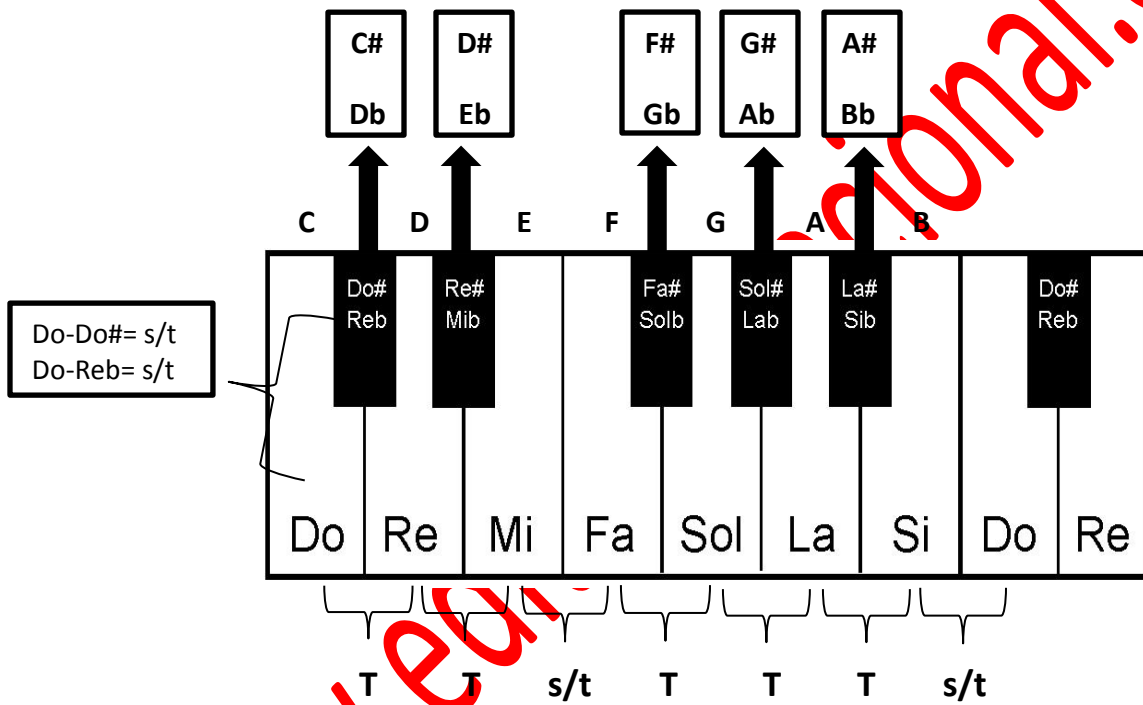 C# D# F# G# A#
Db Eb Gb Ab Bb
C D E F G A B
Do# Re# Fa# Sol# La# Do#
Reb Mib Solb Lab Sib Reb
Do-Do#= s/t
Do-Reb= s/t
Do Re Mi Fa Sol La Si Do Re
T T s/t T T T s/t